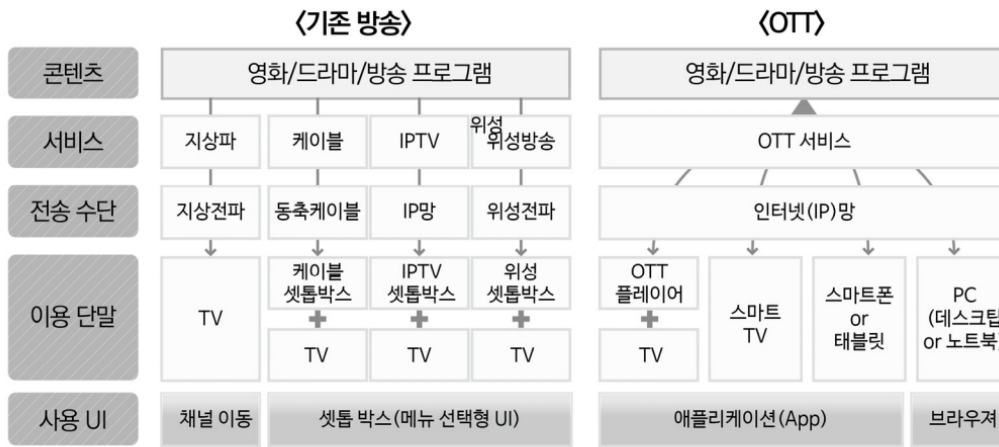 〈기존 방송〉 〈OTT〉
콘텐츠 영화/드라마/방송 프로그램 영화/드라마/방송 프로그램
위성
서비스 지상파 케이블 IPTV 위성방송 OTT 서비스
전송 수단 지상전파 동축케이블 IP망 위성전파 인터넷(IP)망
이용 단말
TV
케이블
셋톱박스
+
TV
IPTV
셋톱박스
+
TV
위성
셋톱박스
+
TV
OTT
플레이어
+
TV
스마트
TV
스마트폰
or
태블릿
PC
(데스크탑
or 노트북)
사용 UI 채널 이동 셋톱 박스(메뉴 선택형 UI) 애플리케이션(App) 브라우져